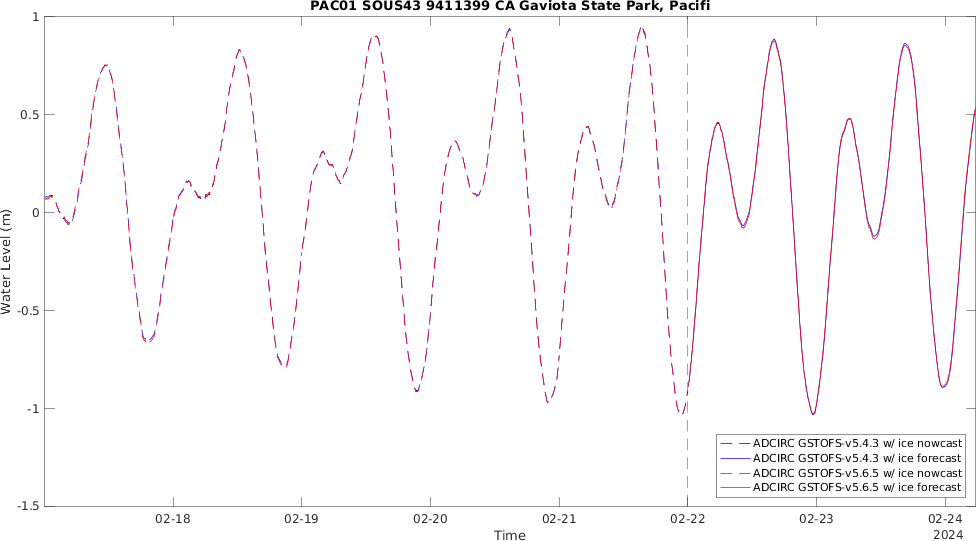 PAC01 SOUS43 9411399 CA Gaviota State Park, Pacifi
1
0.5
0
-0.5
-1
-1.5
Water Level (m)
02-18 02-19 02-20 02-21 02-22 02-23 02-24
Time
2024
ADCIRC GSTOFS-v5.4.3 w/ ice nowcast
ADCIRC GSTOFS-v5.4.3 w/ ice forecast
ADCIRC GSTOFS-v5.6.5 w/ ice nowcast
ADCIRC GSTOFS-v5.6.5 w/ ice forecast